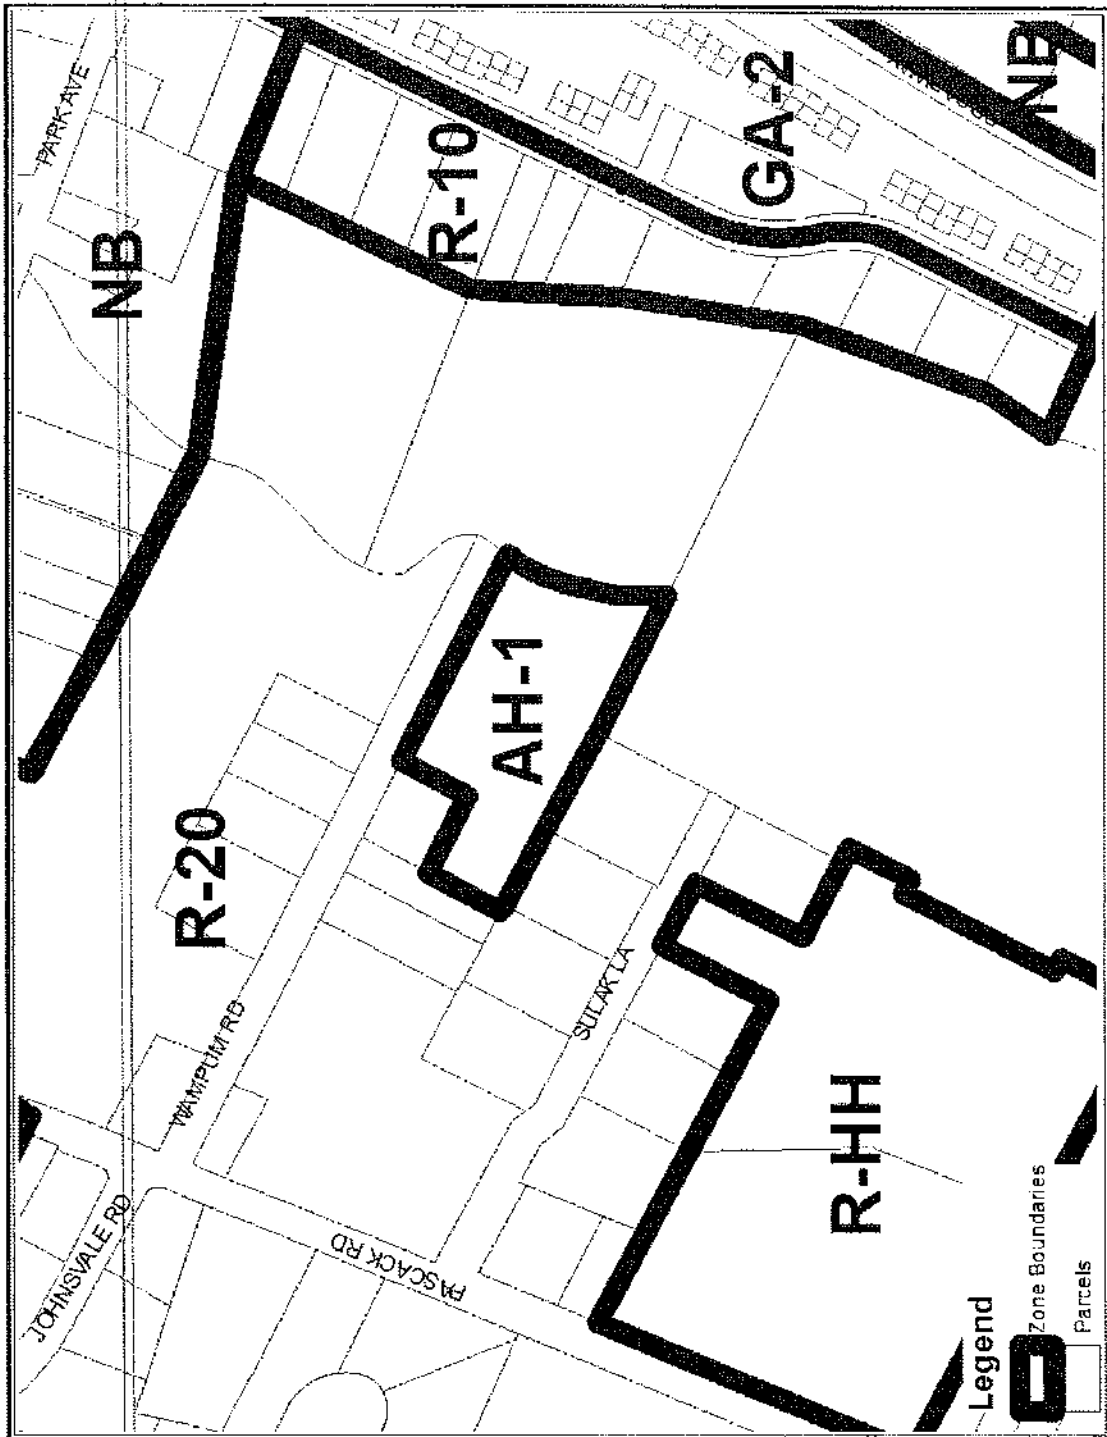 JOHNSVALE RD
PARK AVE
NB
WAMPUM RD
R-20
PASCACK RD
R-10
AH-1
SULAK LA
GA-2
R-HH
NB
Legend
Zone Boundaries
Parcels